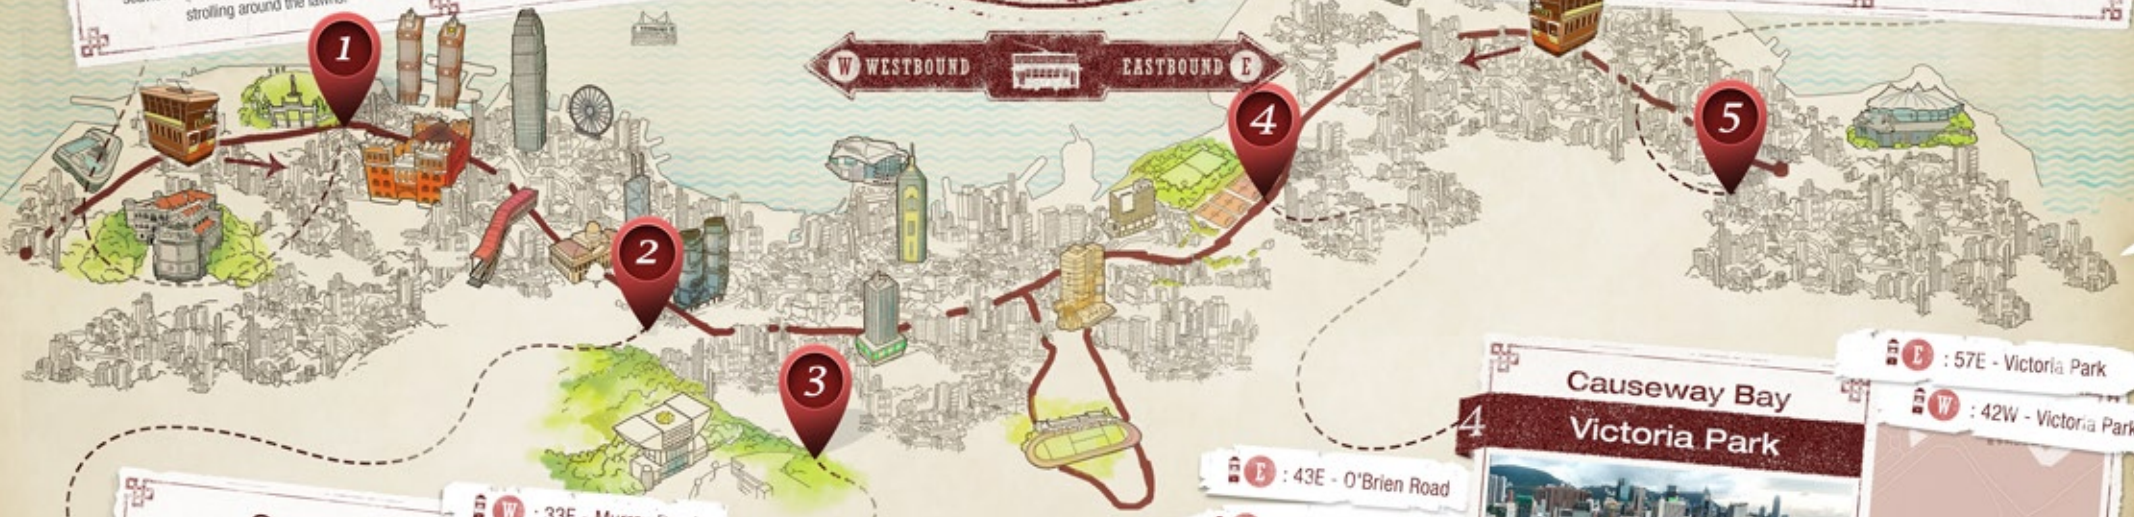 strolling around the lawns.
1
W WESTBOUND
EASTBOUND E
4
5
2
3
E : 57E - Victoria Park
W : 42W - Victoria Park
Causeway Bay
4 Victoria Park
E : 43E - O'Brien Road
W : 33E -